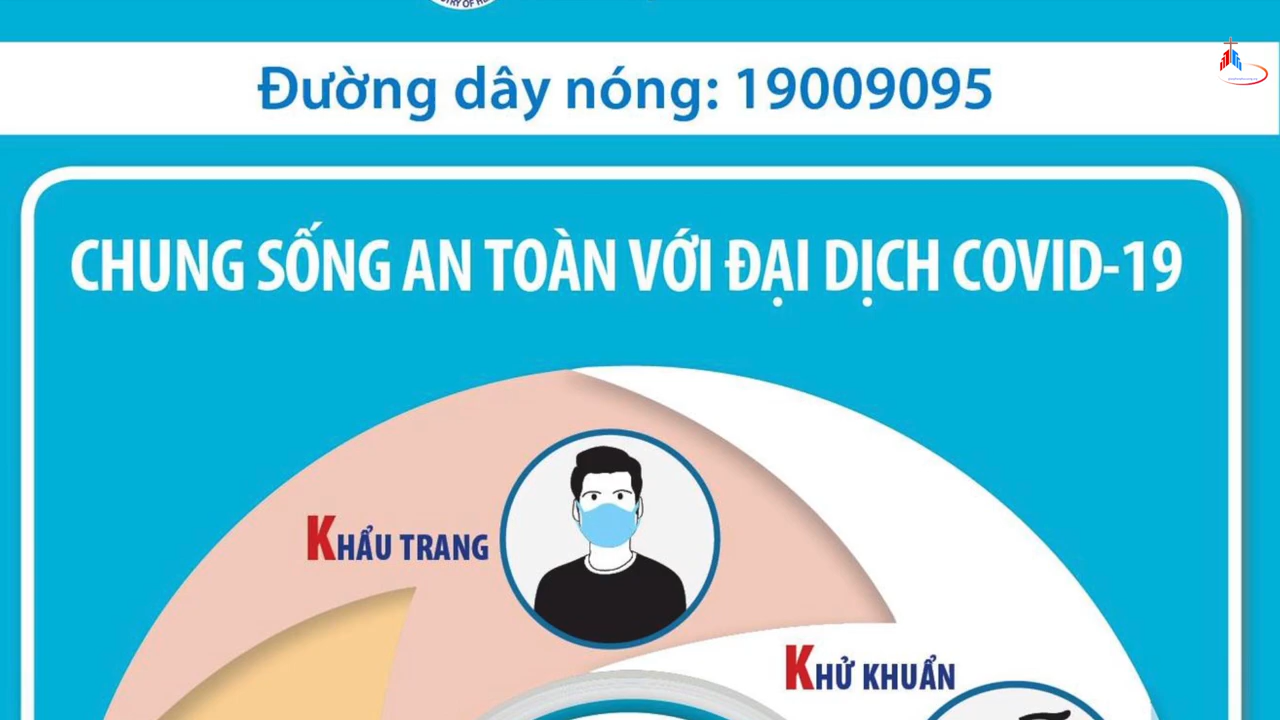 Đường dây nóng: 19009095
CHUNG SỐNG AN TOÀN VỚI ĐẠI DỊCH COVID-19
KHẨU TRANG
KHỬ KHUẨN